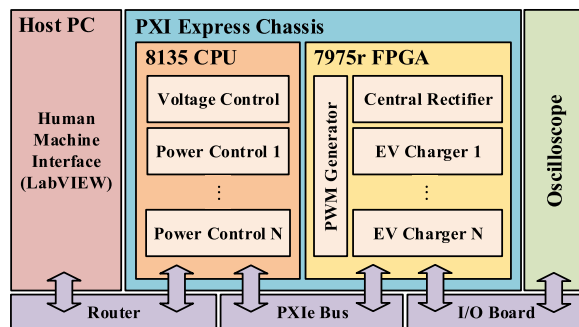 Host PC
Human
Machine
Interface
(LabVIEW)
PXI Express Chassis
8135 CPU
Voltage Control
Power Control 1
...
Power Control N
7975r FPGA
PWM Generator
Central Rectifier
EV Charger 1
...
EV Charger N
Oscilloscope
Router
PXIe Bus
I/O Board